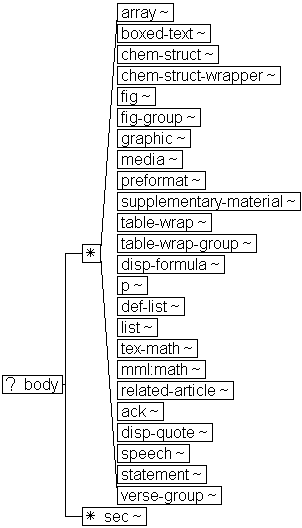 array ~
boxed-text ~
chem-struct ~
chem-struct-wrapper ~
fig ~
fig-group ~
graphic ~
media ~
preformat ~
supplementary-material ~
table-wrap ~
table-wrap-group ~
disp-formula ~
p ~
def-list ~
list ~
tex-math ~
mml:math ~
related-article ~
ack ~
disp-quote ~
speech ~
statement ~
verse-group ~
*
? body
* sec ~